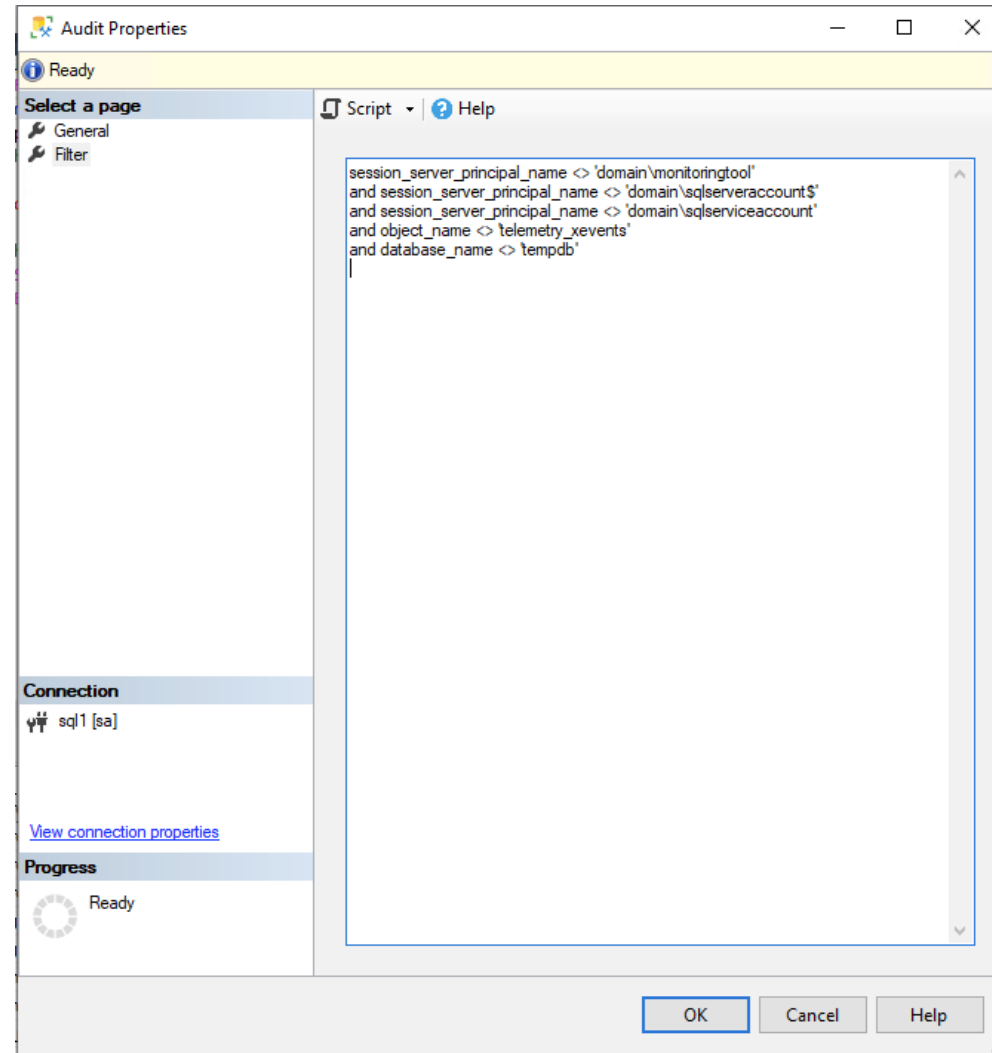 Audit Properties
Ready
Select a page
General
Filter
Script
Help
session_server_principal_name <> 'domain\monitoringtool'
and session_server_principal_name <> 'domain\sqlserveraccount$'
and session_server_principal_name <> 'domain\sqlserviceaccount'
and object_name <> 'telemetry_xevents'
and database_name <> 'tempdb'
Connection
sql1 [sa]
View connection properties
Progress
Ready
OK
Cancel
Help